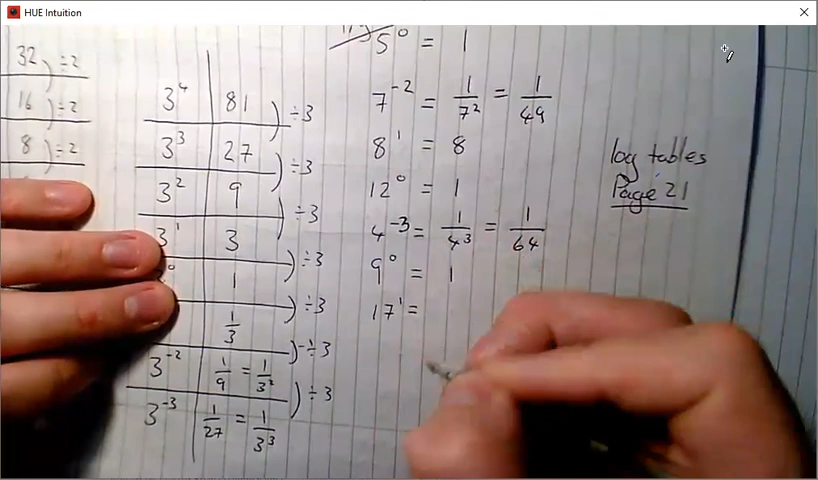 HUE Intuition
32 ÷2
16 ÷2
8 ÷2
3⁴ 81 ÷3
3³ 27 ÷3
3² 9 ÷3
3¹ 3 ÷3
1 ÷3
1/3 ÷3
3⁻² 1/9 = 1/3² ÷3
3⁻³ 1/27 = 1/3³
5⁰ = 1
7⁻² = 1/7² = 1/49
8¹ = 8
12⁰ = 1
4⁻³ = 1/4³ = 1/64
9⁰ = 1
17¹ =
log tables
Page 21